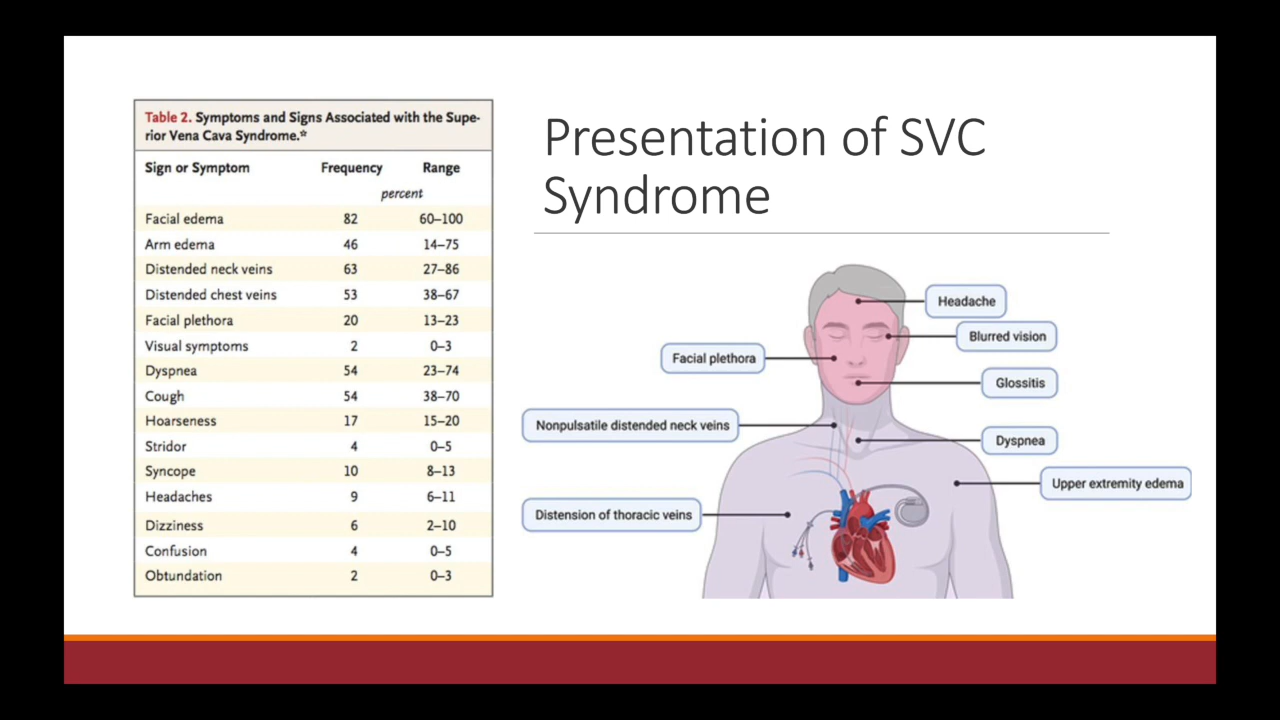 Table 2. Symptoms and Signs Associated with the Supe-
rior Vena Cava Syndrome.*
Sign or Symptom Frequency Range
percent
Facial edema 82 60–100
Arm edema 46 14–75
Distended neck veins 63 27–86
Distended chest veins 53 38–67
Facial plethora 20 13–23
Visual symptoms 2 0–3
Dyspnea 54 23–74
Cough 54 38–70
Hoarseness 17 15–20
Stridor 4 0–5
Syncope 10 8–13
Headaches 9 6–11
Dizziness 6 2–10
Confusion 4 0–5
Obtundation 2 0–3
Presentation of SVC
Syndrome
Headache
Blurred vision
Facial plethora
Glossitis
Nonpulsatile distended neck veins
Dyspnea
Upper extremity edema
Distension of thoracic veins